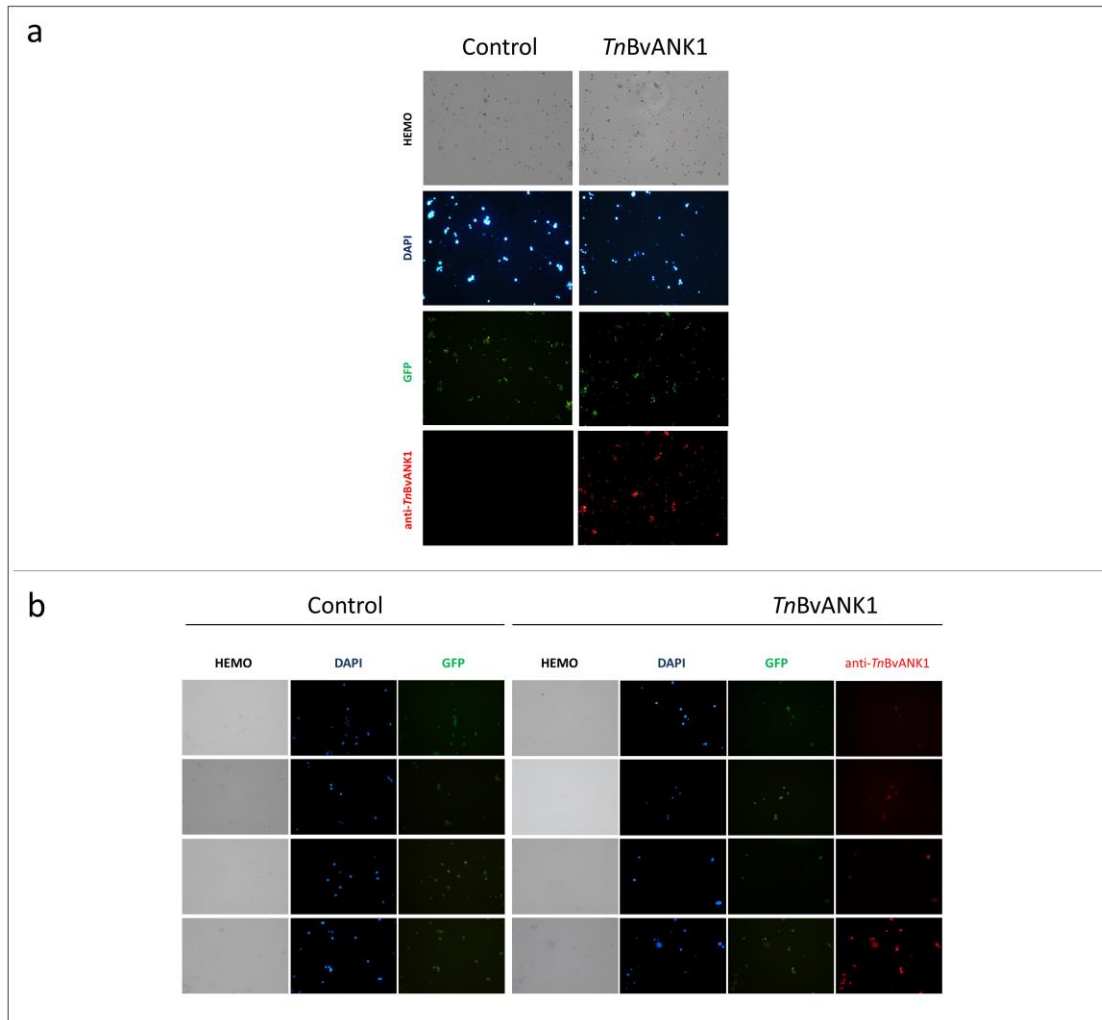 a
Control TnBvANK1
HEMO
DAPI
GFP
anti-TnBvANK1
b
Control TnBvANK1
HEMO DAPI GFP HEMO DAPI GFP anti-TnBvANK1